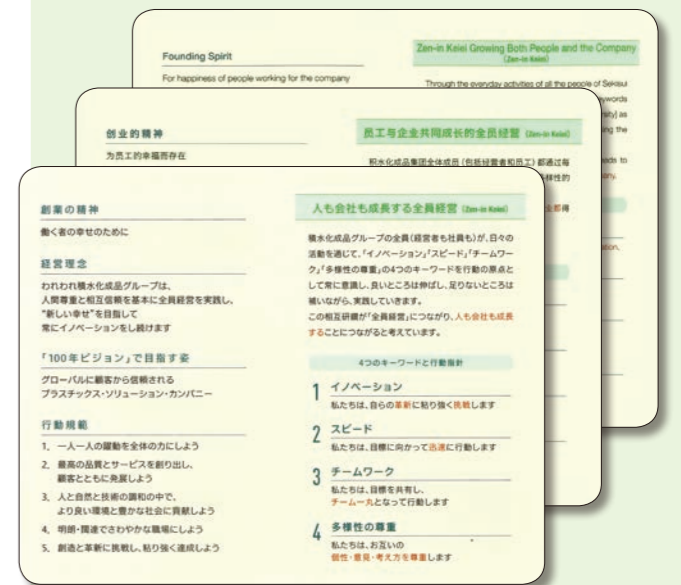 Founding Spirit
For happiness of people working for the company
Zen-in Keiei Growing Both People and the Company
(Zen-in Keiei)
Through the everyday activities of all the people of Sekisui
ywords
sity] as
ing the
eds to
any.
ation,
创业的精神
为员工的幸福而存在
员工与企业共同成长的全员经营 (Zen-in Keiei)
积水化成品集团全体成员（包括经营者和员工）都通过每
样性的
全部得
創業の精神
働く者の幸せのために
経営理念
われわれ積水化成品グループは、
人間尊重と相互信頼を基本に全員経営を実践し、
“新しい幸せ”を目指して
常にイノベーションをし続けます
「100年ビジョン」で目指す姿
グローバルに顧客から信頼される
プラスチックス・ソリューション・カンパニー
行動規範
1. 一人一人の躍動を全体の力にしよう
2. 最高の品質とサービスを創り出し、
顧客とともに発展しよう
3. 人と自然と技術の調和の中で、
より良い環境と豊かな社会に貢献しよう
4. 明朗・闊達でさわやかな職場にしよう
5. 創造と革新に挑戦し、粘り強く達成しよう
人も会社も成長する全員経営 (Zen-in Keiei)
積水化成品グループの全員（経営者も社員も）が、日々の
活動を通じて、「イノベーション」「スピード」「チームワー
ク」「多様性の尊重」の4つのキーワードを行動の原点と
して常に意識し、良いところは伸ばし、足りないところは
補いながら、実践していきます。
この相互研鑽が「全員経営」につながり、人も会社も成長
することにつながると考えています。
4つのキーワードと行動指針
1 イノベーション
私たちは、自らの革新に粘り強く挑戦します
2 スピード
私たちは、目標に向かって迅速に行動します
3 チームワーク
私たちは、目標を共有し、
チーム一丸となって行動します
4 多様性の尊重
私たちは、お互いの
個性・意見・考え方を尊重します